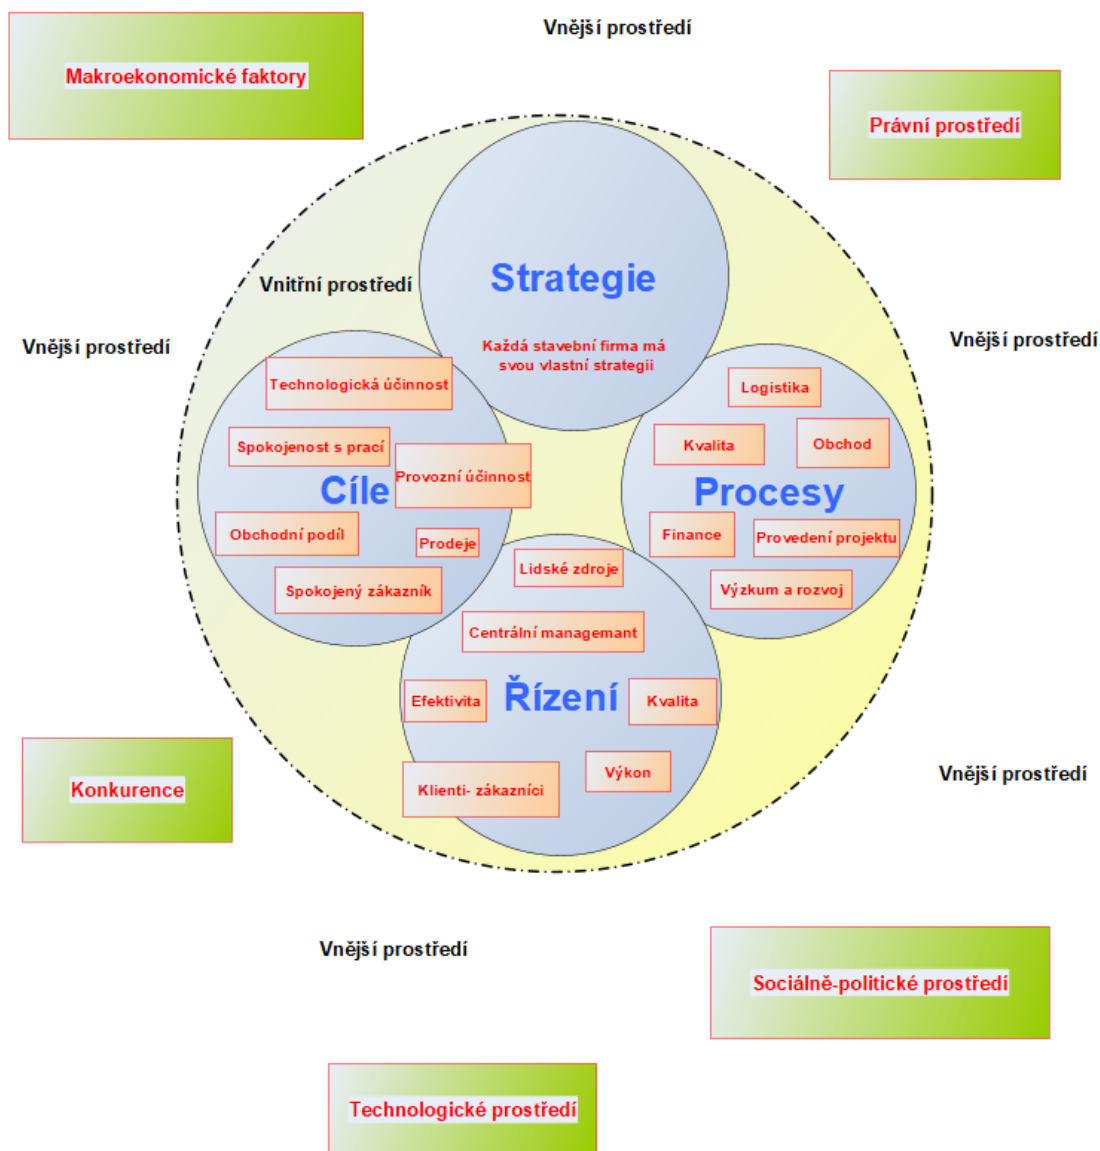 Vnější prostředí
Makroekonomické faktory
Právní prostředí
Vnitřní prostředí
Strategie
Každá stavební firma má
svou vlastní strategii
Vnější prostředí
Vnější prostředí
Technologická účinnost
Spokojenost s prací
Provozní účinnost
Cíle
Obchodní podíl
Prodeje
Spokojený zákazník
Logistika
Kvalita
Obchod
Procesy
Finance
Provedení projektu
Výzkum a rozvoj
Lidské zdroje
Centrální managemant
Efektivita
Řízení
Kvalita
Výkon
Klienti- zákazníci
Konkurence
Vnější prostředí
Vnější prostředí
Sociálně-politické prostředí
Technologické prostředí